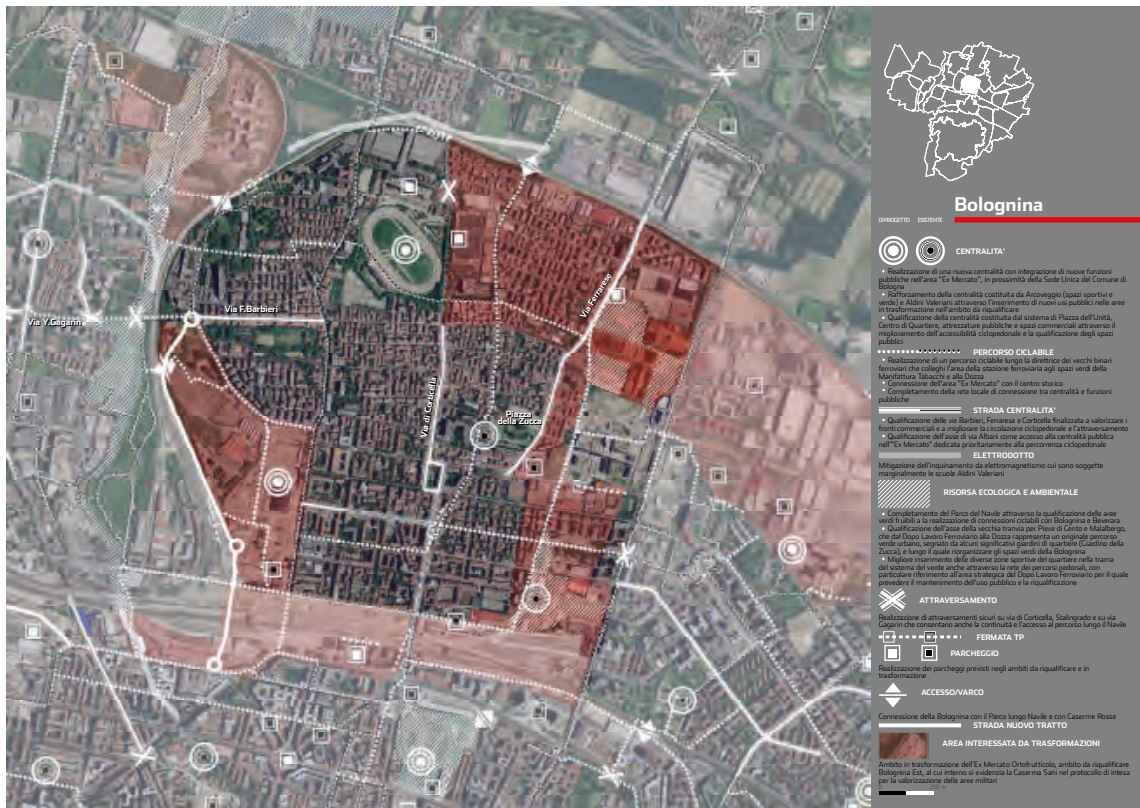 Bolognina
DI PROGETTO ESISTENTE
CENTRALITA'
• Realizzazione di una nuova centralità con integrazione di nuove funzioni
pubbliche nell'area "Ex Mercato", in prossimità della Sede Unica del Comune di
Bologna
• Rafforzamento della centralità costituita da Arcoveggio (spazi sportivi e
verde) e Aldini Valeriani attraverso l'inserimento di nuovi usi pubblici nelle aree
in trasformazione nell'ambito da riqualificare
• Qualificazione della centralità costituita dal sistema di Piazza dell'Unità,
Centro di Quartiere, attrezzature pubbliche e spazi commerciali attraverso il
miglioramento dell'accessibilità ciclopedonale e la qualificazione degli spazi
pubblici
PERCORSO CICLABILE
• Realizzazione di un percorso ciclabile lungo la direttrice dei vecchi binari
ferroviari che colleghi l'area della stazione ferroviaria agli spazi verdi della
Manifattura Tabacchi e alla Dozza
• Connessione dell'area "Ex Mercato" con il centro storico
• Completamento della rete locale di connessione tra centralità e funzioni
pubbliche
STRADA CENTRALITA'
• Qualificazione delle vie Barbieri, Ferrarese e Corticella finalizzata a valorizzare i
fronti commerciali e a migliorare la circolazione ciclopedonale e l'attraversamento
• Qualificazione dell'asse di via Albani come accesso alla centralità pubblica
nell'"Ex Mercato" dedicata prioritariamente alla percorrenza ciclopedonale
ELETTRODOTTO
Mitigazione dell'inquinamento da elettromagnetismo cui sono soggette
marginalmente le scuole Aldini Valeriani
RISORSA ECOLOGICA E AMBIENTALE
• Completamento del Parco del Navile attraverso la qualificazione delle aree
verdi fruibili a la realizzazione di connessioni ciclabili con Bolognina e Beverara
• Qualificazione dell'asse della vecchia tranvia per Pieve di Cento e Malalbergo,
che dal Dopo Lavoro Ferroviario alla Dozza rappresenta un originale percorso
verde urbano, segnato da alcuni significativi giardini di quartiere (Giardino della
Zucca), e lungo il quale riorganizzare gli spazi verdi della Bolognina
• Migliore inserimento delle diverse zone sportive del quartiere nella trama
del sistema del verde anche attraverso la rete dei percorsi pedonali, con
particolare riferimento all'area strategica del Dopo Lavoro Ferroviario per il quale
prevedere il mantenimento dell'uso pubblico e la riqualificazione
ATTRAVERSAMENTO
Realizzazione di attraversamenti sicuri su via di Corticella, Stalingrado e su via
Gagarin che consentano anche la continuità e l'accesso al percorso lungo il Navile
FERMATA TP
PARCHEGGIO
Realizzazione dei parcheggi previsti negli ambiti da riqualificare e in
trasformazione
ACCESSO/VARCO
Connessione della Bolognina con il Parco lungo Navile e con Caserme Rosse
STRADA NUOVO TRATTO
AREA INTERESSATA DA TRASFORMAZIONI
Ambito in trasformazione dell'Ex Mercato Ortofrutticolo, ambito da riqualificare
Bolognina Est, al cui interno si evidenzia la Caserma Sani nel protocollo di intesa
per la valorizzazione delle aree militari
200 m
Via Y.Gagarin
Via F.Barbieri
Via Ferrarese
Via di Corticella
Piazza
della Zucca